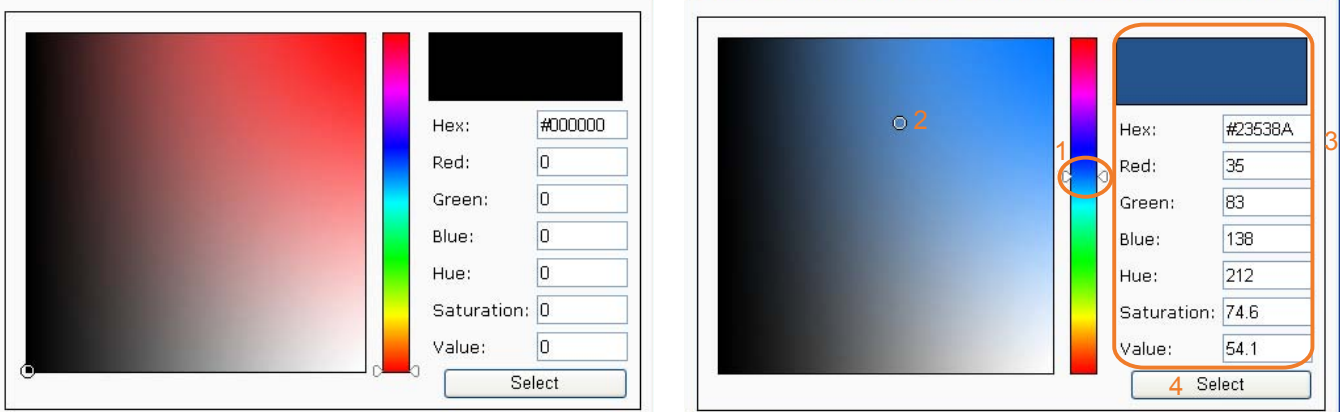 Hex: #000000
Red: 0
Green: 0
Blue: 0
Hue: 0
Saturation: 0
Value: 0
Select
1
2
3
Hex: #23538A
Red: 35
Green: 83
Blue: 138
Hue: 212
Saturation: 74.6
Value: 54.1
4 Select